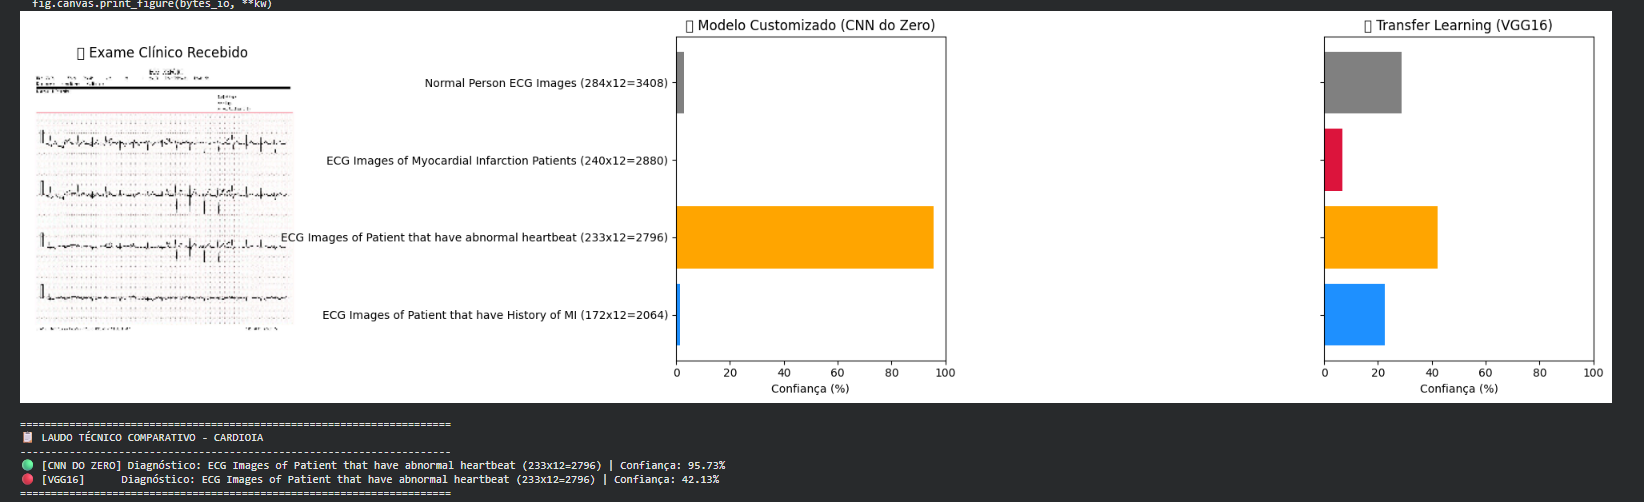 fig.canvas.print_figure(bytes_io, **kw)
▯ Exame Clínico Recebido
▯ Modelo Customizado (CNN do Zero)
Normal Person ECG Images (284x12=3408)
ECG Images of Myocardial Infarction Patients (240x12=2880)
ECG Images of Patient that have abnormal heartbeat (233x12=2796)
ECG Images of Patient that have History of MI (172x12=2064)
0 20 40 60 80 100
Confiança (%)
▯ Transfer Learning (VGG16)
0 20 40 60 80 100
Confiança (%)
======================================================================
📋 LAUDO TÉCNICO COMPARATIVO - CARDIOIA
----------------------------------------------------------------------
🟢 [CNN DO ZERO] Diagnóstico: ECG Images of Patient that have abnormal heartbeat (233x12=2796) | Confiança: 95.73%
🔴 [VGG16] Diagnóstico: ECG Images of Patient that have abnormal heartbeat (233x12=2796) | Confiança: 42.13%
======================================================================